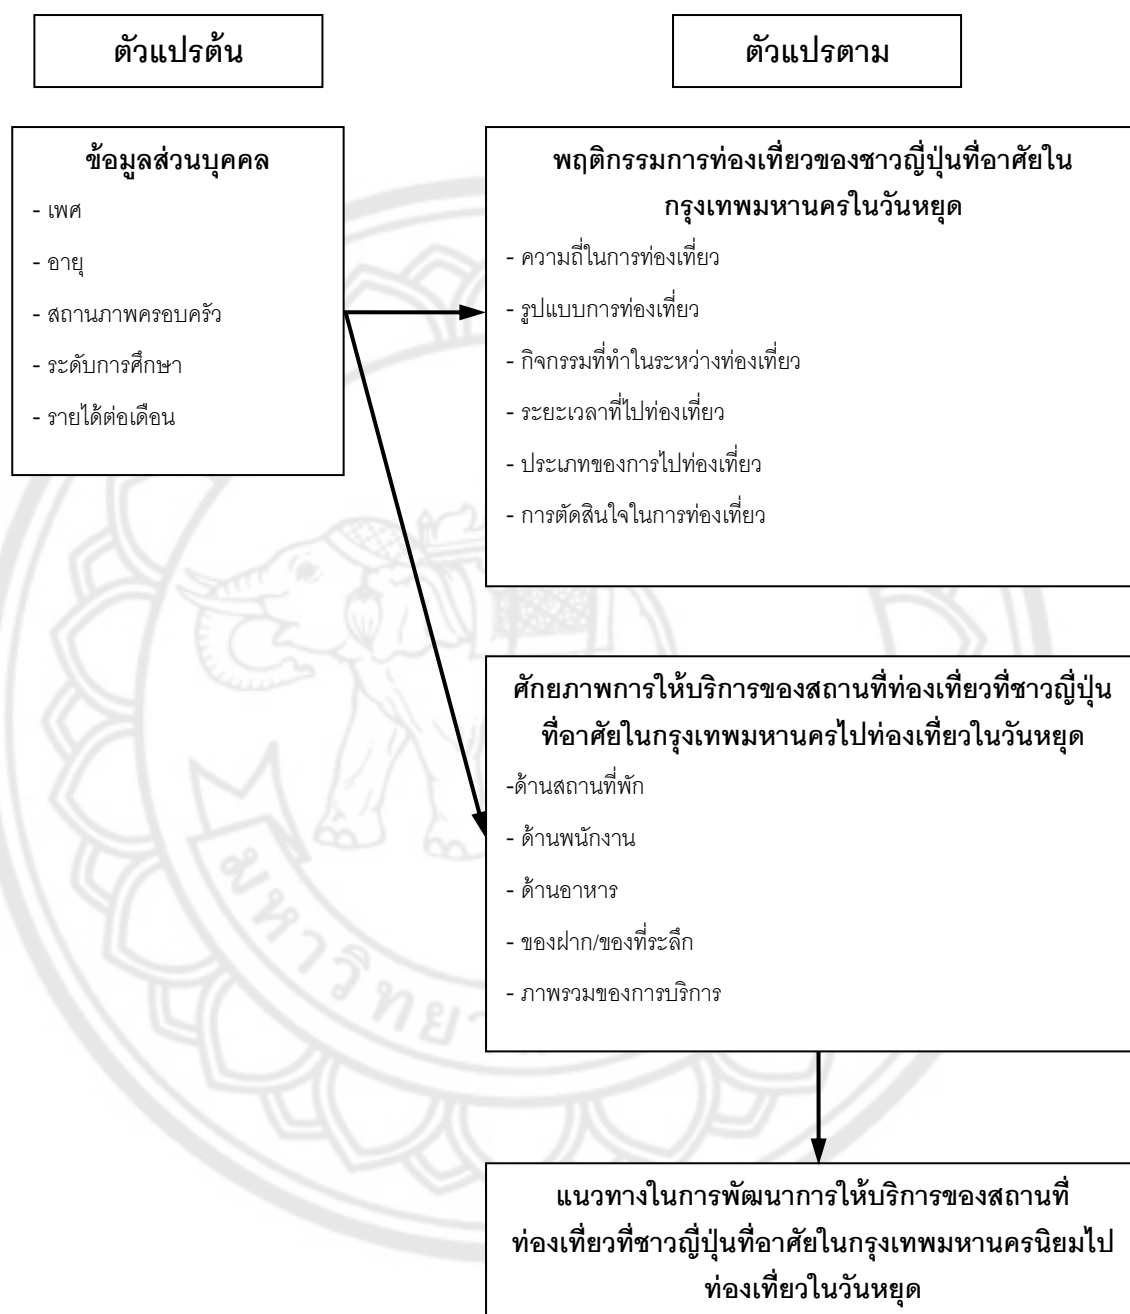 ตัวแปรต้น
ตัวแปรตาม
ข้อมูลส่วนบุคคล
- เพศ
- อายุ
- สถานภาพครอบครัว
- ระดับการศึกษา
- รายได้ต่อเดือน
พฤติกรรมการท่องเที่ยวของชาวญี่ปุ่นที่อาศัยใน
กรุงเทพมหานครในวันหยุด
- ความถี่ในการท่องเที่ยว
- รูปแบบการท่องเที่ยว
- กิจกรรมที่ทำในระหว่างท่องเที่ยว
- ระยะเวลาที่ไปท่องเที่ยว
- ประเภทของการไปท่องเที่ยว
- การตัดสินใจในการท่องเที่ยว
ศักยภาพการให้บริการของสถานที่ท่องเที่ยวที่ชาวญี่ปุ่น
ที่อาศัยในกรุงเทพมหานครไปท่องเที่ยวในวันหยุด
-ด้านสถานที่พัก
- ด้านพนักงาน
- ด้านอาหาร
- ของฝาก/ของที่ระลึก
- ภาพรวมของการบริการ
แนวทางในการพัฒนาการให้บริการของสถานที่
ท่องเที่ยวที่ชาวญี่ปุ่นที่อาศัยในกรุงเทพมหานครนิยมไป
ท่องเที่ยวในวันหยุด
มหาวิทย